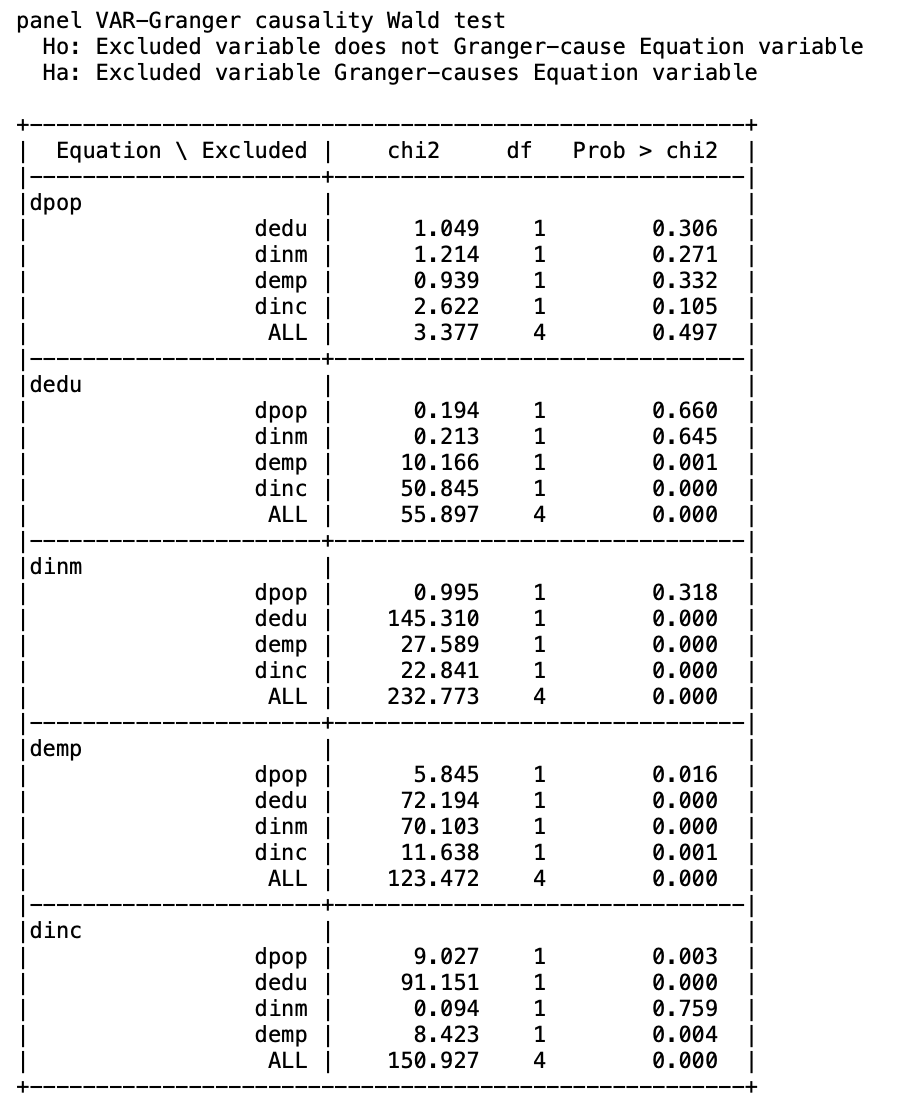 panel VAR-Granger causality Wald test
  Ho: Excluded variable does not Granger-cause Equation variable
  Ha: Excluded variable Granger-causes Equation variable

+------------------------------------------------------+
|  Equation \ Excluded |    chi2     df   Prob > chi2  |
|----------------------+-------------------------------|
|dpop                  |                               |
|                 dedu |      1.049    1        0.306  |
|                 dinm |      1.214    1        0.271  |
|                 demp |      0.939    1        0.332  |
|                 dinc |      2.622    1        0.105  |
|                  ALL |      3.377    4        0.497  |
|----------------------+-------------------------------|
|dedu                  |                               |
|                 dpop |      0.194    1        0.660  |
|                 dinm |      0.213    1        0.645  |
|                 demp |     10.166    1        0.001  |
|                 dinc |     50.845    1        0.000  |
|                  ALL |     55.897    4        0.000  |
|----------------------+-------------------------------|
|dinm                  |                               |
|                 dpop |      0.995    1        0.318  |
|                 dedu |    145.310    1        0.000  |
|                 demp |     27.589    1        0.000  |
|                 dinc |     22.841    1        0.000  |
|                  ALL |    232.773    4        0.000  |
|----------------------+-------------------------------|
|demp                  |                               |
|                 dpop |      5.845    1        0.016  |
|                 dedu |     72.194    1        0.000  |
|                 dinm |     70.103    1        0.000  |
|                 dinc |     11.638    1        0.001  |
|                  ALL |    123.472    4        0.000  |
|----------------------+-------------------------------|
|dinc                  |                               |
|                 dpop |      9.027    1        0.003  |
|                 dedu |     91.151    1        0.000  |
|                 dinm |      0.094    1        0.759  |
|                 demp |      8.423    1        0.004  |
|                  ALL |    150.927    4        0.000  |
+------------------------------------------------------+